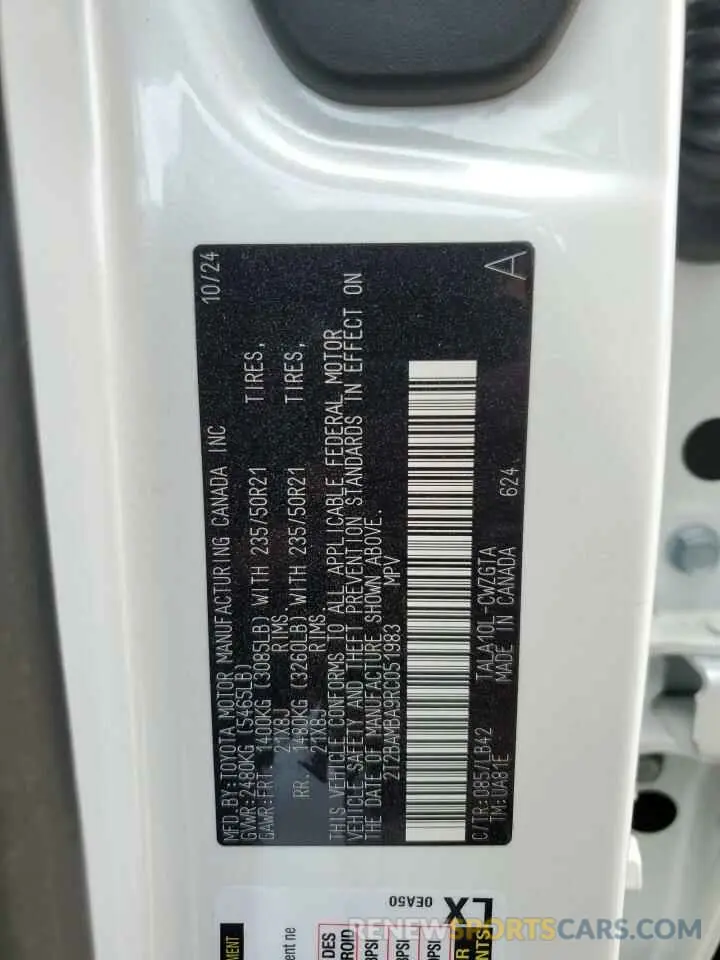 MFD.BY:TOYOTA MOTOR MANUFACTURING CANADA INC 10/24
GVWR:2480KG (5465LB)
GAWR:FRT. 1400KG (3085LB) WITH 235/50R21 TIRES,
21X8J RIMS,
RR. 1480KG (3260LB) WITH 235/50R21 TIRES,
21X8J RIMS
THIS VEHICLE CONFORMS TO ALL APPLICABLE FEDERAL MOTOR
VEHICLE SAFETY AND THEFT PREVENTION STANDARDS IN EFFECT ON
THE DATE OF MANUFACTURE SHOWN ABOVE.
2T2BAMBA9RC051983 MPV
C/TR:085/LB42 TALA10L-CWZGTA 624
TM:UA81E MADE IN CANADA
A
0EA50
DES
RENEWSPORTSCARS.COM